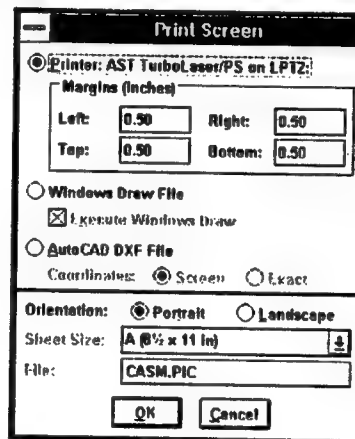 Print Screen
Printer: AST TurboLaser/PS on LPT2:
Margins (inches)
Left: 0.50 Right: 0.50
Top: 0.50 Bottom: 0.50
Windows Draw File
Execute Windows Draw
AutoCAD DXF File
Coordinates: Screen Exact
Orientation: Portrait Landscape
Sheet Size: A (8½ x 11 in)
File: CASM.PIC
OK Cancel